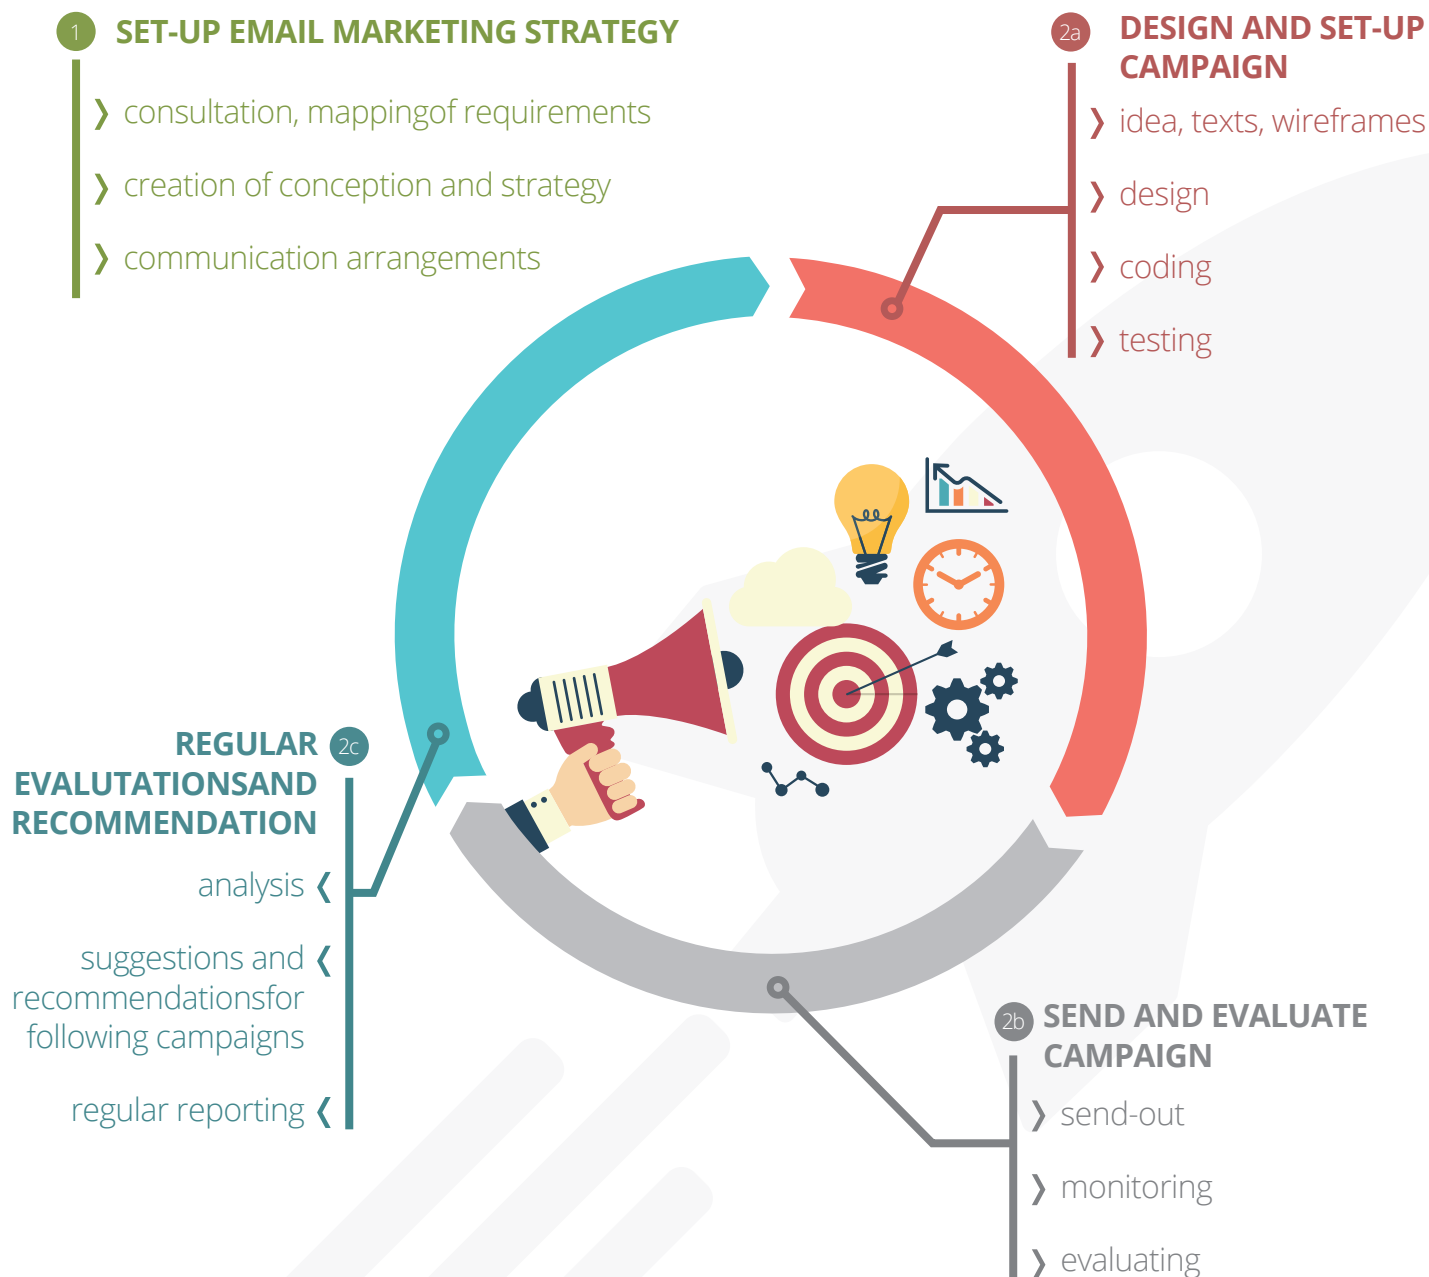 1 SET-UP EMAIL MARKETING STRATEGY
consultation, mappingof requirements
creation of conception and strategy
communication arrangements
2a DESIGN AND SET-UP
CAMPAIGN
idea, texts, wireframes
design
coding
testing
2b SEND AND EVALUATE
CAMPAIGN
send-out
monitoring
evaluating
REGULAR 2c
EVALUTATIONSAND
RECOMMENDATION
analysis
suggestions and
recommendationsfor
following campaigns
regular reporting